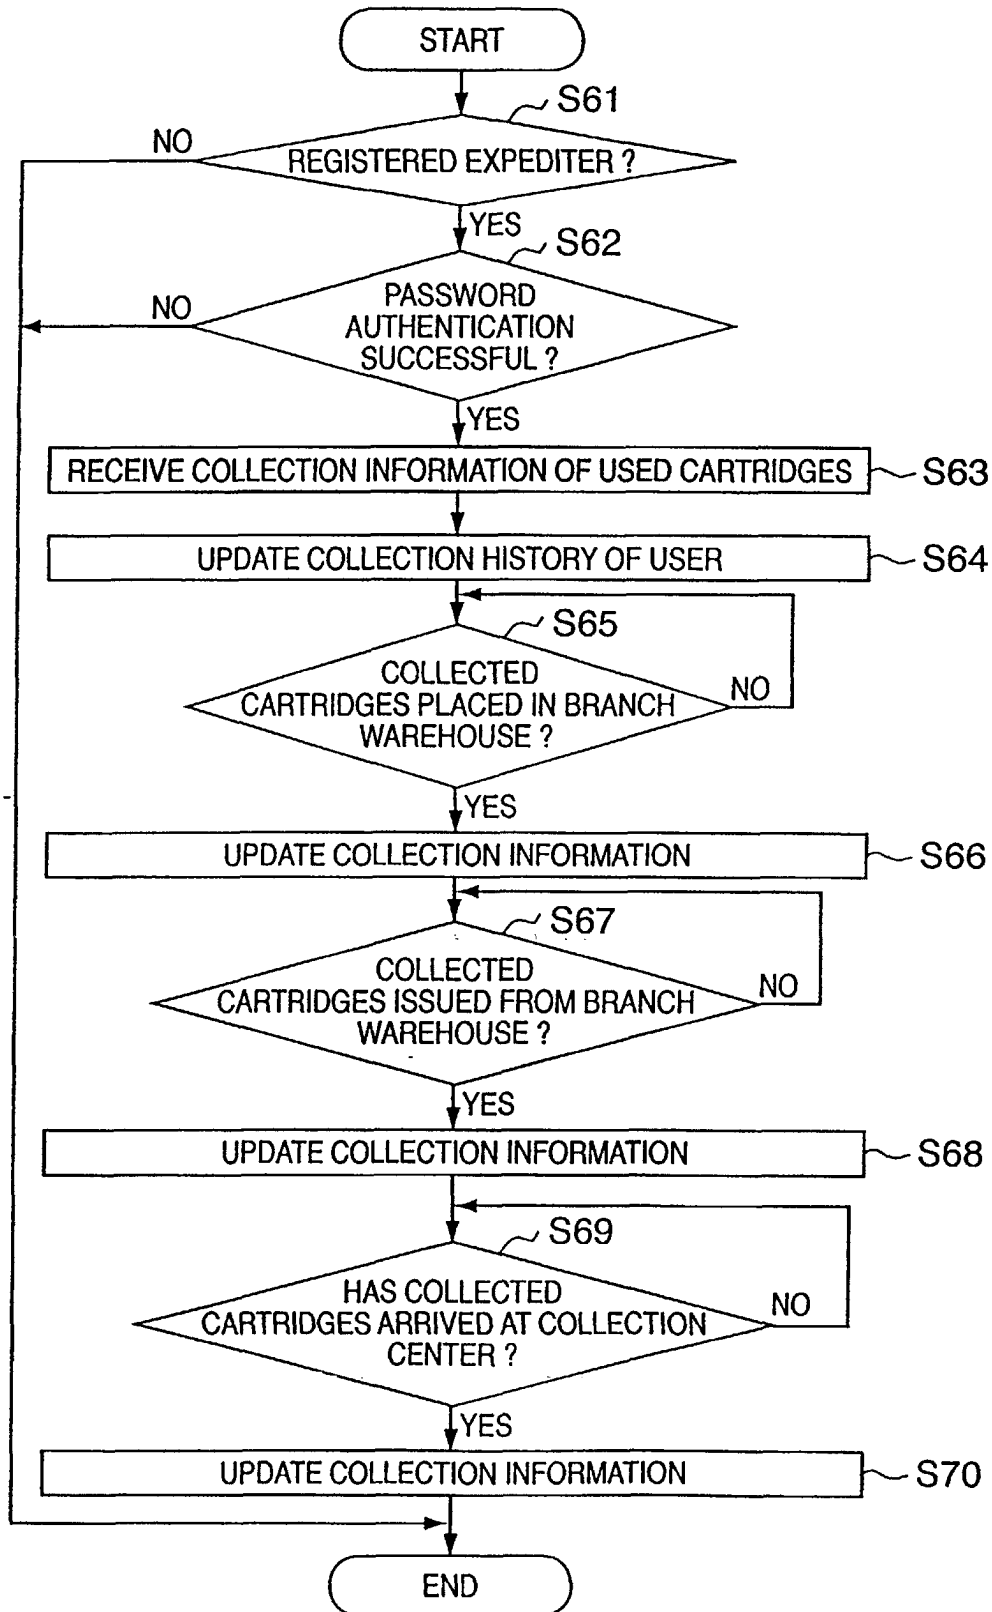 START
S61
NO
REGISTERED EXPEDITER ?
YES
S62
NO
PASSWORD
AUTHENTICATION
SUCCESSFUL ?
YES
RECEIVE COLLECTION INFORMATION OF USED CARTRIDGES
S63
UPDATE COLLECTION HISTORY OF USER
S64
S65
COLLECTED
CARTRIDGES PLACED IN BRANCH
WAREHOUSE ?
NO
YES
UPDATE COLLECTION INFORMATION
S66
S67
COLLECTED
CARTRIDGES ISSUED FROM BRANCH
WAREHOUSE ?
NO
YES
UPDATE COLLECTION INFORMATION
S68
S69
HAS COLLECTED
CARTRIDGES ARRIVED AT COLLECTION
CENTER ?
NO
YES
UPDATE COLLECTION INFORMATION
S70
END